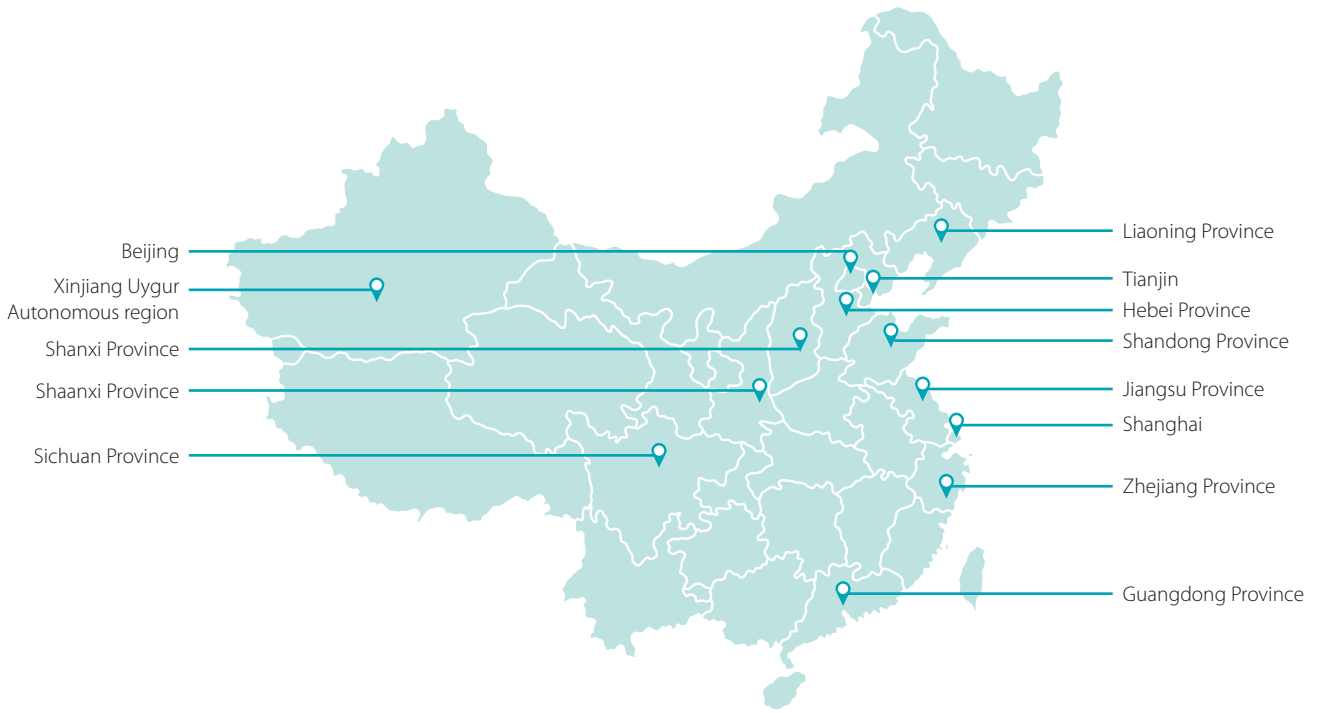 Beijing
Xinjiang Uygur
Autonomous region
Shanxi Province
Shaanxi Province
Sichuan Province
Liaoning Province
Tianjin
Hebei Province
Shandong Province
Jiangsu Province
Shanghai
Zhejiang Province
Guangdong Province